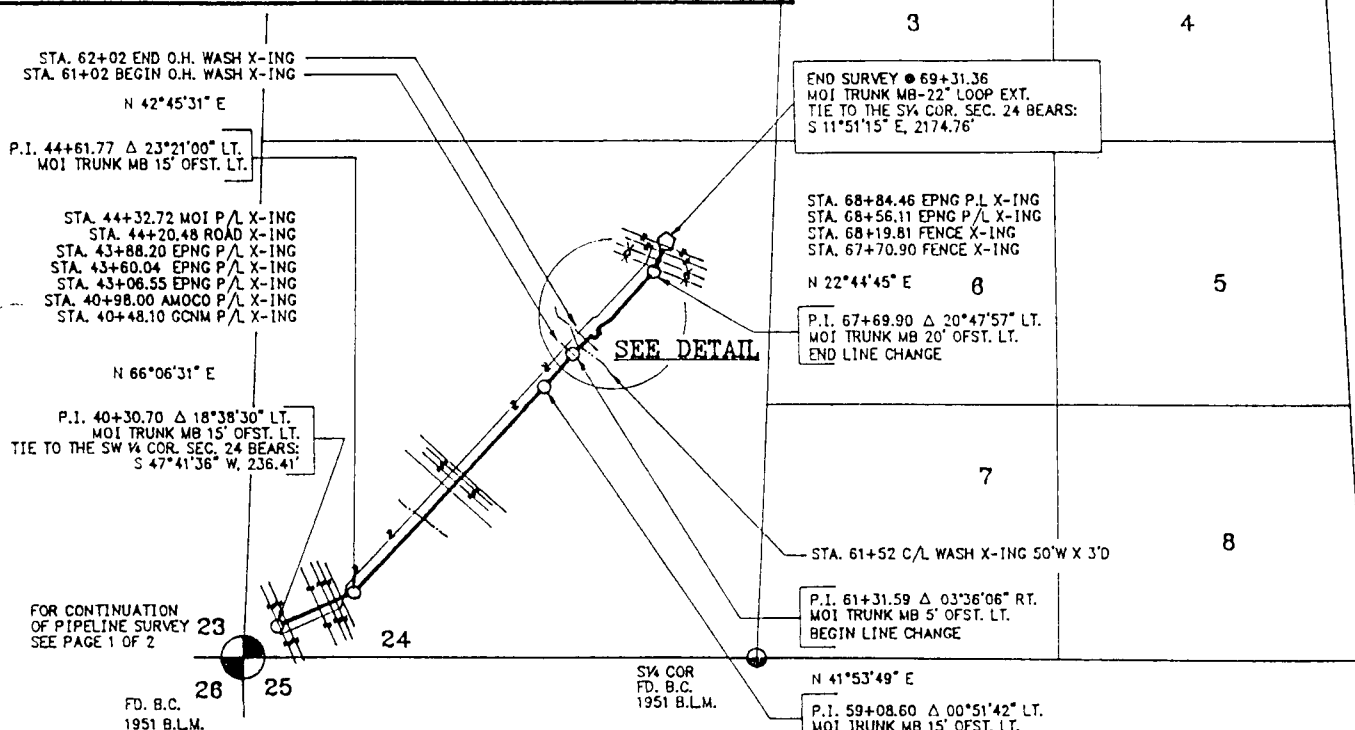 3
4
STA. 62+02 END O.H. WASH X-ING
STA. 61+02 BEGIN O.H. WASH X-ING
N 42°45'31" E
P.I. 44+61.77 Δ 23°21'00" LT.
MOI TRUNK MB 15' OFST. LT.
STA. 44+32.72 MOI P/L X-ING
STA. 44+20.48 ROAD X-ING
STA. 43+88.20 EPNG P/L X-ING
STA. 43+60.04 EPNG P/L X-ING
STA. 43+06.55 EPNG P/L X-ING
STA. 40+98.00 AMOCO P/L X-ING
STA. 40+48.10 GCNM P/L X-ING
N 66°06'31" E
P.I. 40+30.70 Δ 18°38'30" LT.
MOI TRUNK MB 15' OFST. LT.
TIE TO THE SW ¼ COR. SEC. 24 BEARS:
S 47°41'36" W, 236.41'
FOR CONTINUATION
OF PIPELINE SURVEY
SEE PAGE 1 OF 2
23
24
26
25
FD. B.C.
1951 B.L.M.
SEE DETAIL
S¼ COR
FD. B.C.
1951 B.L.M.
END SURVEY @ 69+31.36
MOI TRUNK MB-22" LOOP EXT.
TIE TO THE S¼ COR. SEC. 24 BEARS:
S 11°51'15" E, 2174.76'
STA. 68+84.46 EPNG P.L X-ING
STA. 68+56.11 EPNG P/L X-ING
STA. 68+19.81 FENCE X-ING
STA. 67+70.90 FENCE X-ING
N 22°44'45" E
6
5
P.I. 67+69.90 Δ 20°47'57" LT.
MOI TRUNK MB 20' OFST. LT.
END LINE CHANGE
7
8
STA. 61+52 C/L WASH X-ING 50'W X 3'D
P.I. 61+31.59 Δ 03°36'06" RT.
MOI TRUNK MB 5' OFST. LT.
BEGIN LINE CHANGE
N 41°53'49" E
P.I. 59+08.60 Δ 00°51'42" LT.
MOI TRUNK MB 15' OFST. LT.